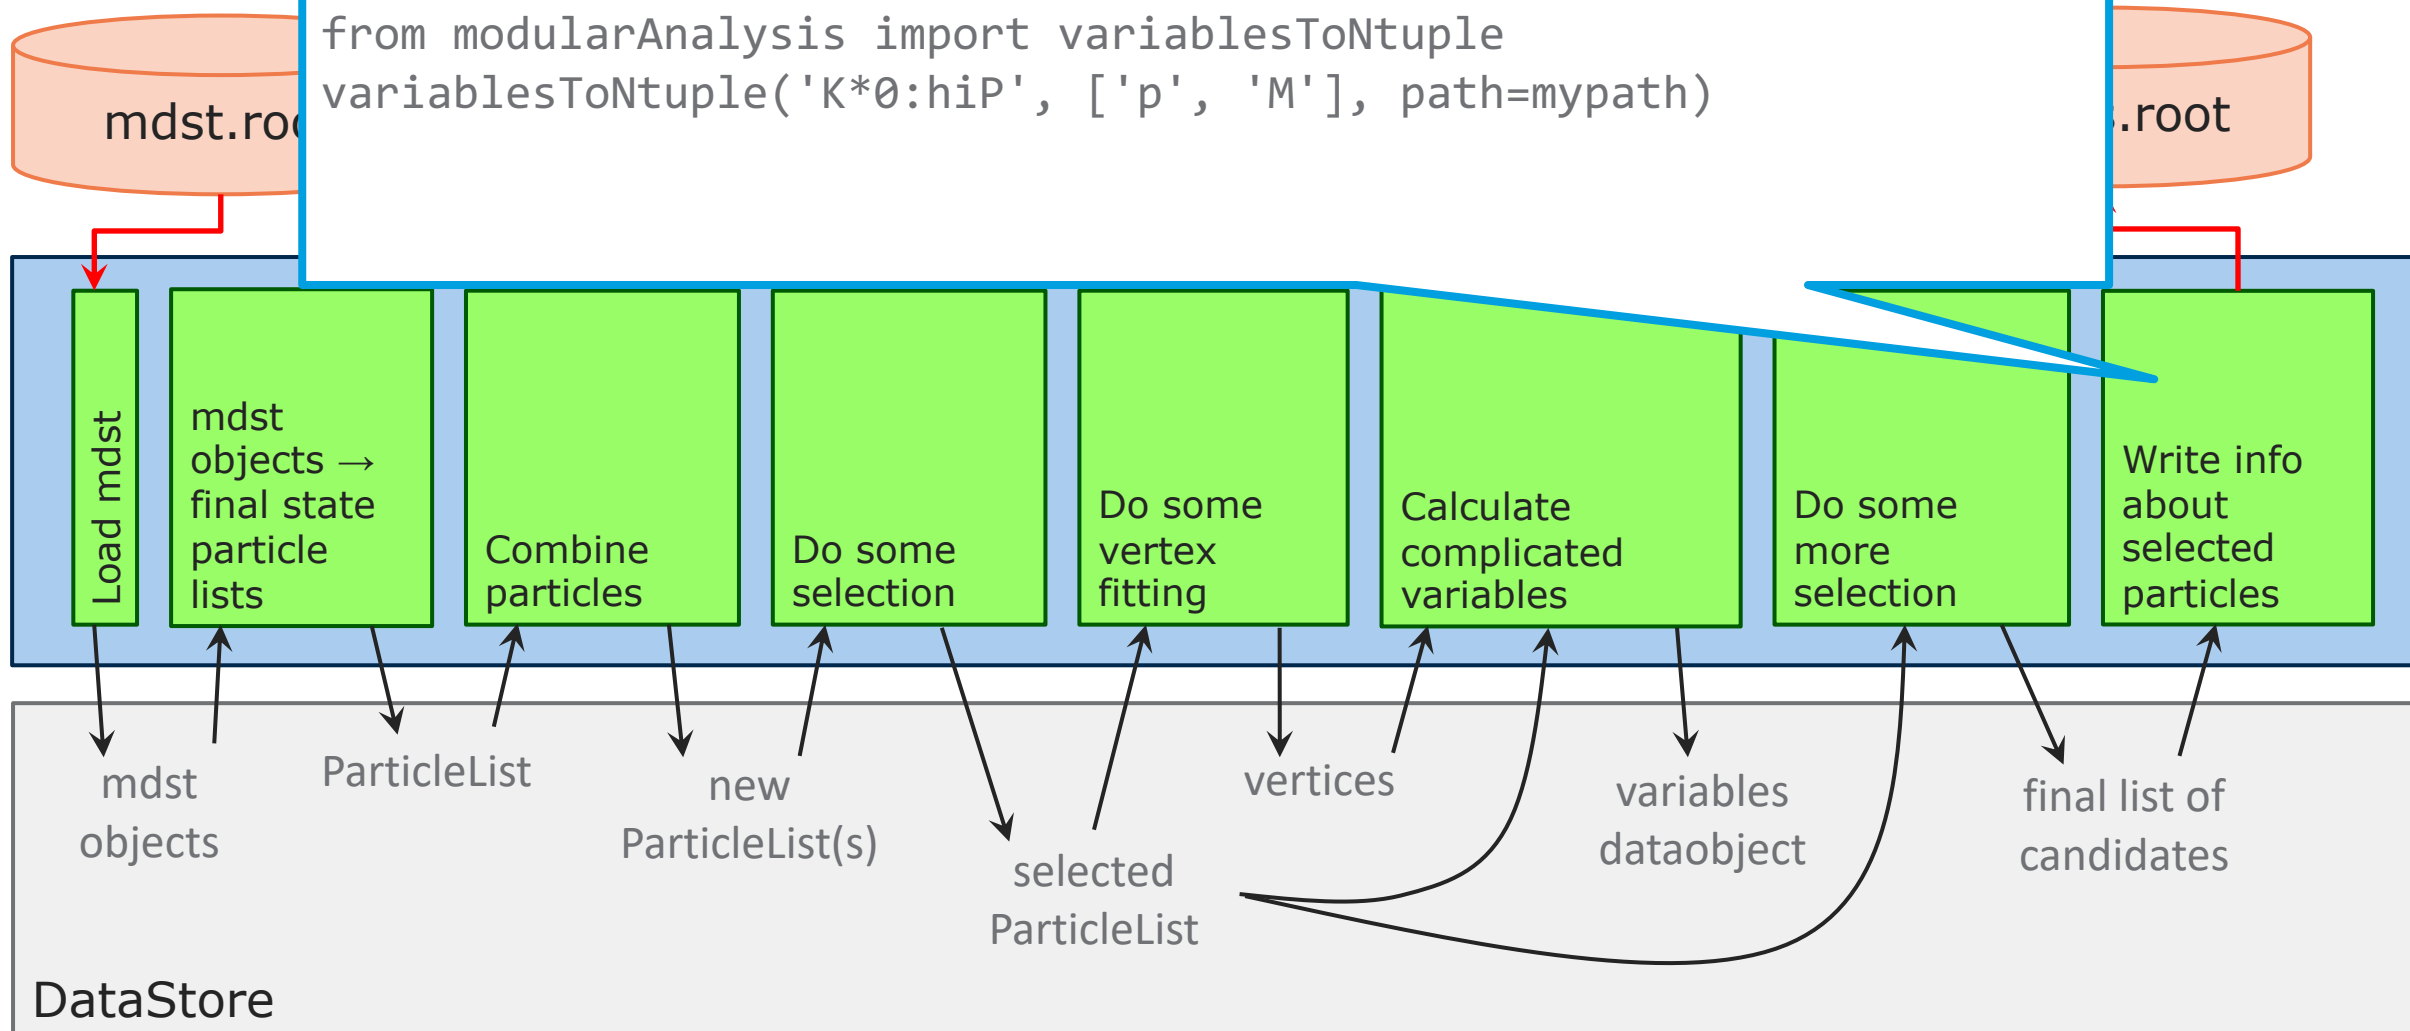 from modularAnalysis import variablesToNtuple
variablesToNtuple('K*0:hiP', ['p', 'M'], path=mypath)
.root
Load mdst
mdst
objects →
final state
particle
lists
Combine
particles
Do some
selection
Do some
vertex
fitting
Calculate
complicated
variables
Do some
more
selection
Write info
about
selected
particles
mdst
objects
ParticleList
new
ParticleList(s)
selected
ParticleList
vertices
variables
dataobject
final list of
candidates
DataStore